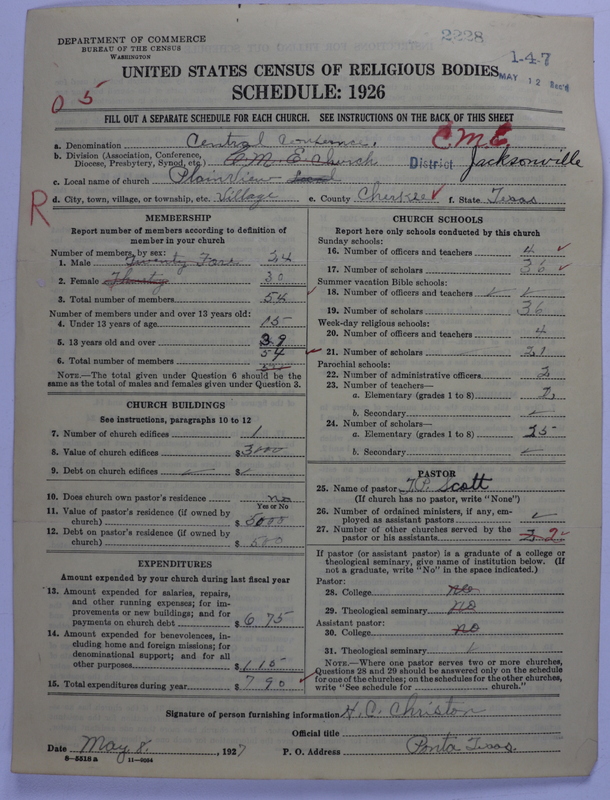 DEPARTMENT OF COMMERCE
BUREAU OF THE CENSUS
WASHINGTON
2228
1-47
MAY 12 Rec'd
UNITED STATES CENSUS OF RELIGIOUS BODIES
SCHEDULE: 1926
05
FILL OUT A SEPARATE SCHEDULE FOR EACH CHURCH. SEE INSTRUCTIONS ON THE BACK OF THIS SHEET
a. Denomination Central Conference. C.M.E.
b. Division (Association, Conference, Diocese, Presbytery, Synod, etc.) C. M. E. Church District Jacksonville
c. Local name of church Plainview
R
d. City, town, village, or township, etc. Village e. County Cherokee f. State Texas
MEMBERSHIP
Report number of members according to definition of member in your church
Number of members by sex:
1. Male Twenty Four 24
2. Female Thirty 30
3. Total number of members 54
Number of members under and over 13 years old:
4. Under 13 years of age 15
5. 13 years old and over 39
6. Total number of members 54
NOTE.—The total given under Question 6 should be the same as the total of males and females given under Question 3.
CHURCH BUILDINGS
See instructions, paragraphs 10 to 12
7. Number of church edifices 1
8. Value of church edifices $3000
9. Debt on church edifices $
10. Does church own pastor's residence no
Yes or No
11. Value of pastor's residence (if owned by church) $5000
12. Debt on pastor's residence (if owned by church) $500
EXPENDITURES
Amount expended by your church during last fiscal year
13. Amount expended for salaries, repairs, and other running expenses; for improvements or new buildings; and for payments on church debt $675
14. Amount expended for benevolences, including home and foreign missions; for denominational support; and for all other purposes $115
15. Total expenditures during year $790
CHURCH SCHOOLS
Report here only schools conducted by this church
Sunday schools:
16. Number of officers and teachers 4
17. Number of scholars 36
Summer vacation Bible schools:
18. Number of officers and teachers
19. Number of scholars 36
Week-day religious schools:
20. Number of officers and teachers 4
21. Number of scholars 21
Parochial schools:
22. Number of administrative officers 2
23. Number of teachers—
a. Elementary (grades 1 to 8) 2
b. Secondary
24. Number of scholars—
a. Elementary (grades 1 to 8) 25
b. Secondary
PASTOR
25. Name of pastor Scott
(If church has no pastor, write "None")
26. Number of ordained ministers, if any, employed as assistant pastors
27. Number of other churches served by the pastor or his assistants 2
If pastor (or assistant pastor) is a graduate of a college or theological seminary, give name of institution below. (If not a graduate, write "No" in the space indicated.)
Pastor:
28. College no
29. Theological seminary no
Assistant pastor:
30. College no
31. Theological seminary
NOTE.—Where one pastor serves two or more churches, Questions 28 and 29 should be answered only on the schedule for one of the churches; on the schedules for the other churches, write "See schedule for church."
Signature of person furnishing information H. C. Christon
Official title
Date May 8, 1927 P. O. Address Ponta Texas
8-5518a 11-9054